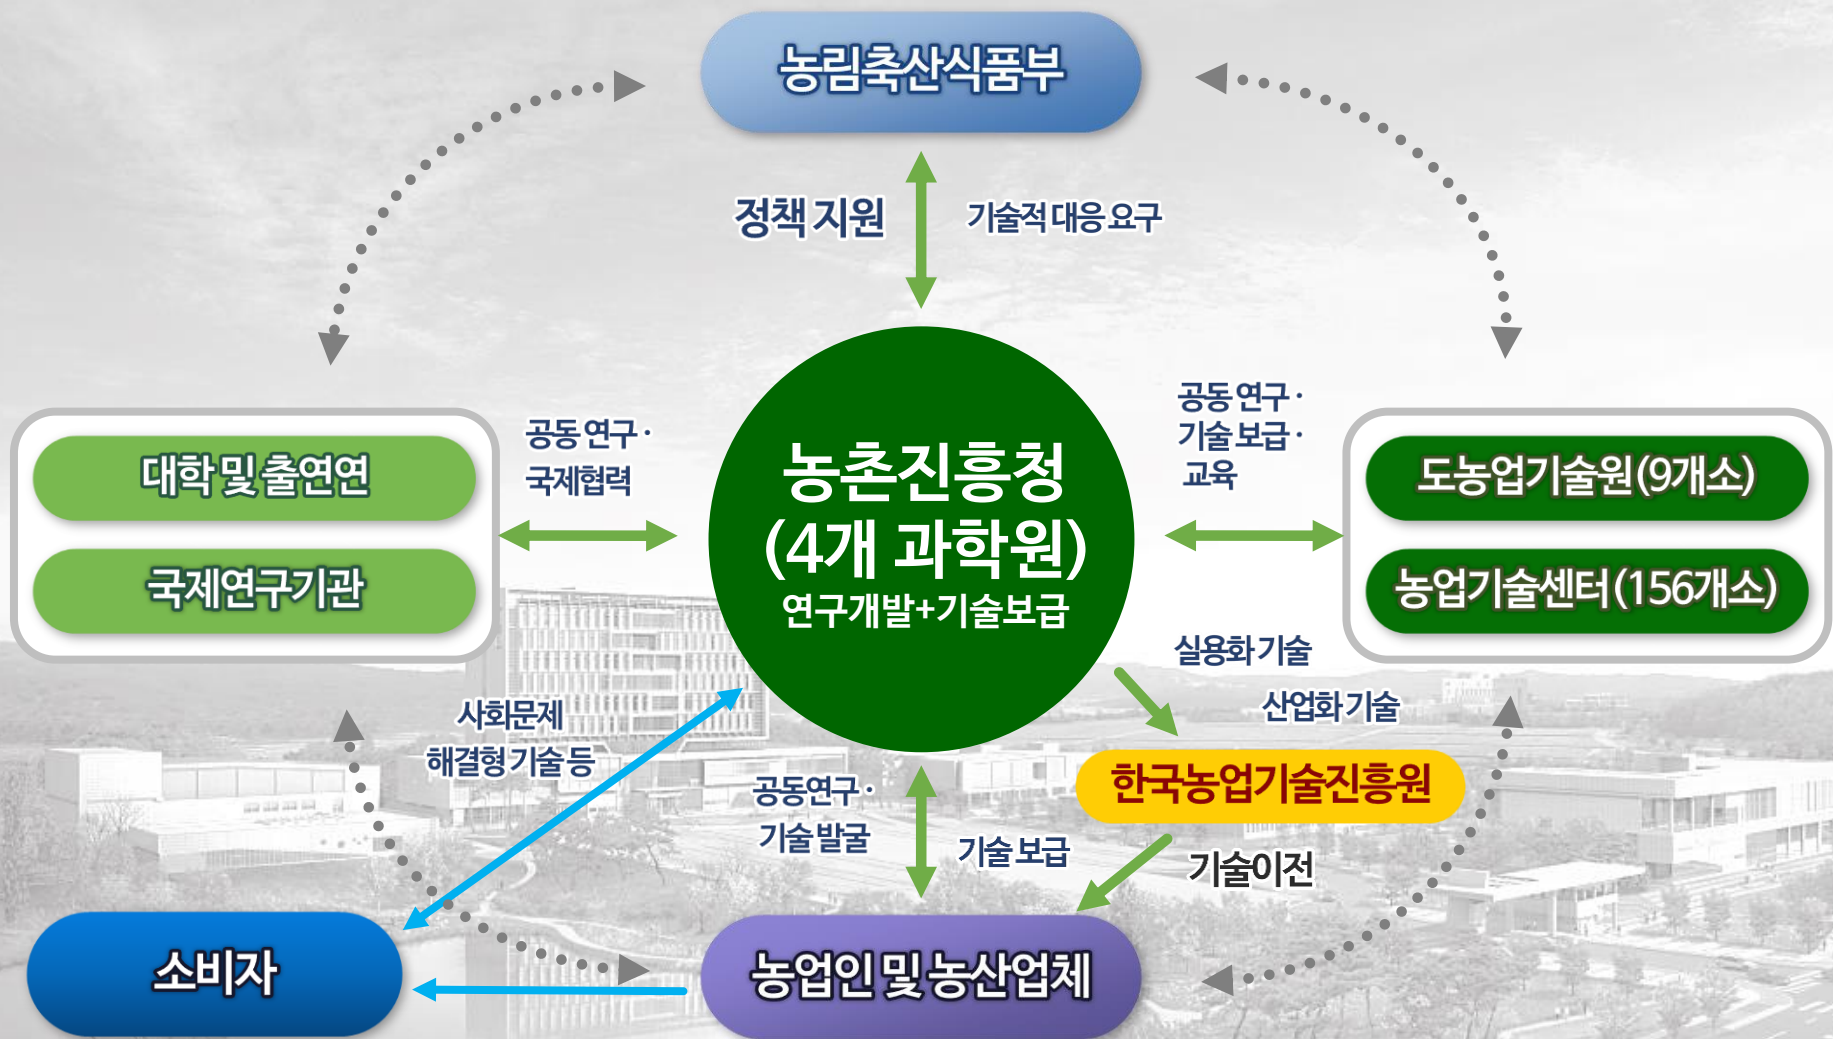 농림축산식품부
정책 지원
기술적 대응 요구
공동 연구 ·
국제협력
공동 연구 ·
기술 보급 ·
교육
대학 및 출연연
국제연구기관
농촌진흥청
(4개 과학원)
연구개발+기술보급
도농업기술원(9개소)
농업기술센터(156개소)
실용화 기술
산업화 기술
사회문제
해결형 기술 등
공동연구 ·
기술 발굴
기술 보급
한국농업기술진흥원
기술이전
소비자
농업인 및 농산업체